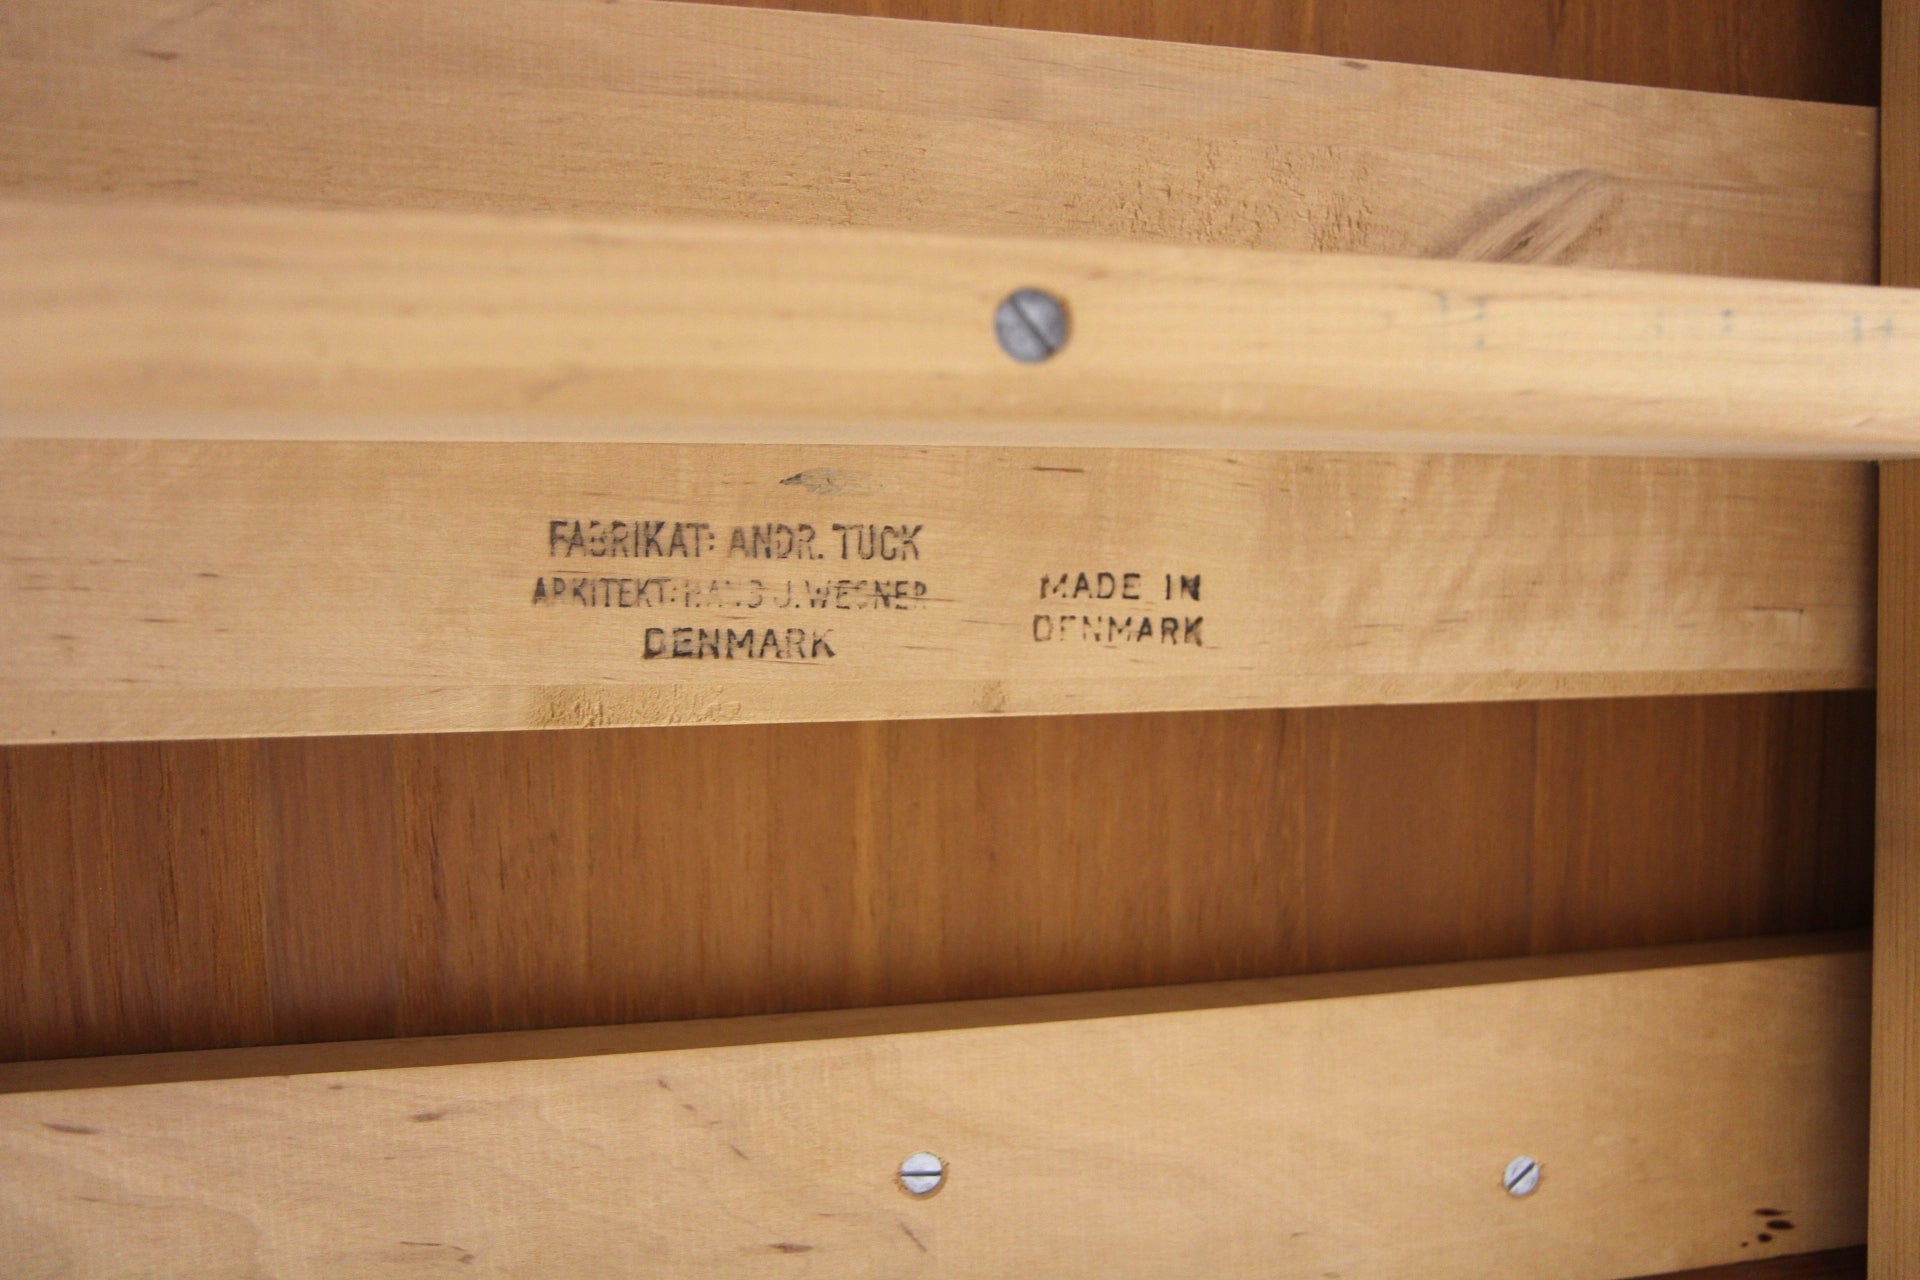 FABRIKAT: ANDR. TUCK
ARKITEKT: HANS J. WEGNER
DENMARK
MADE IN
DENMARK